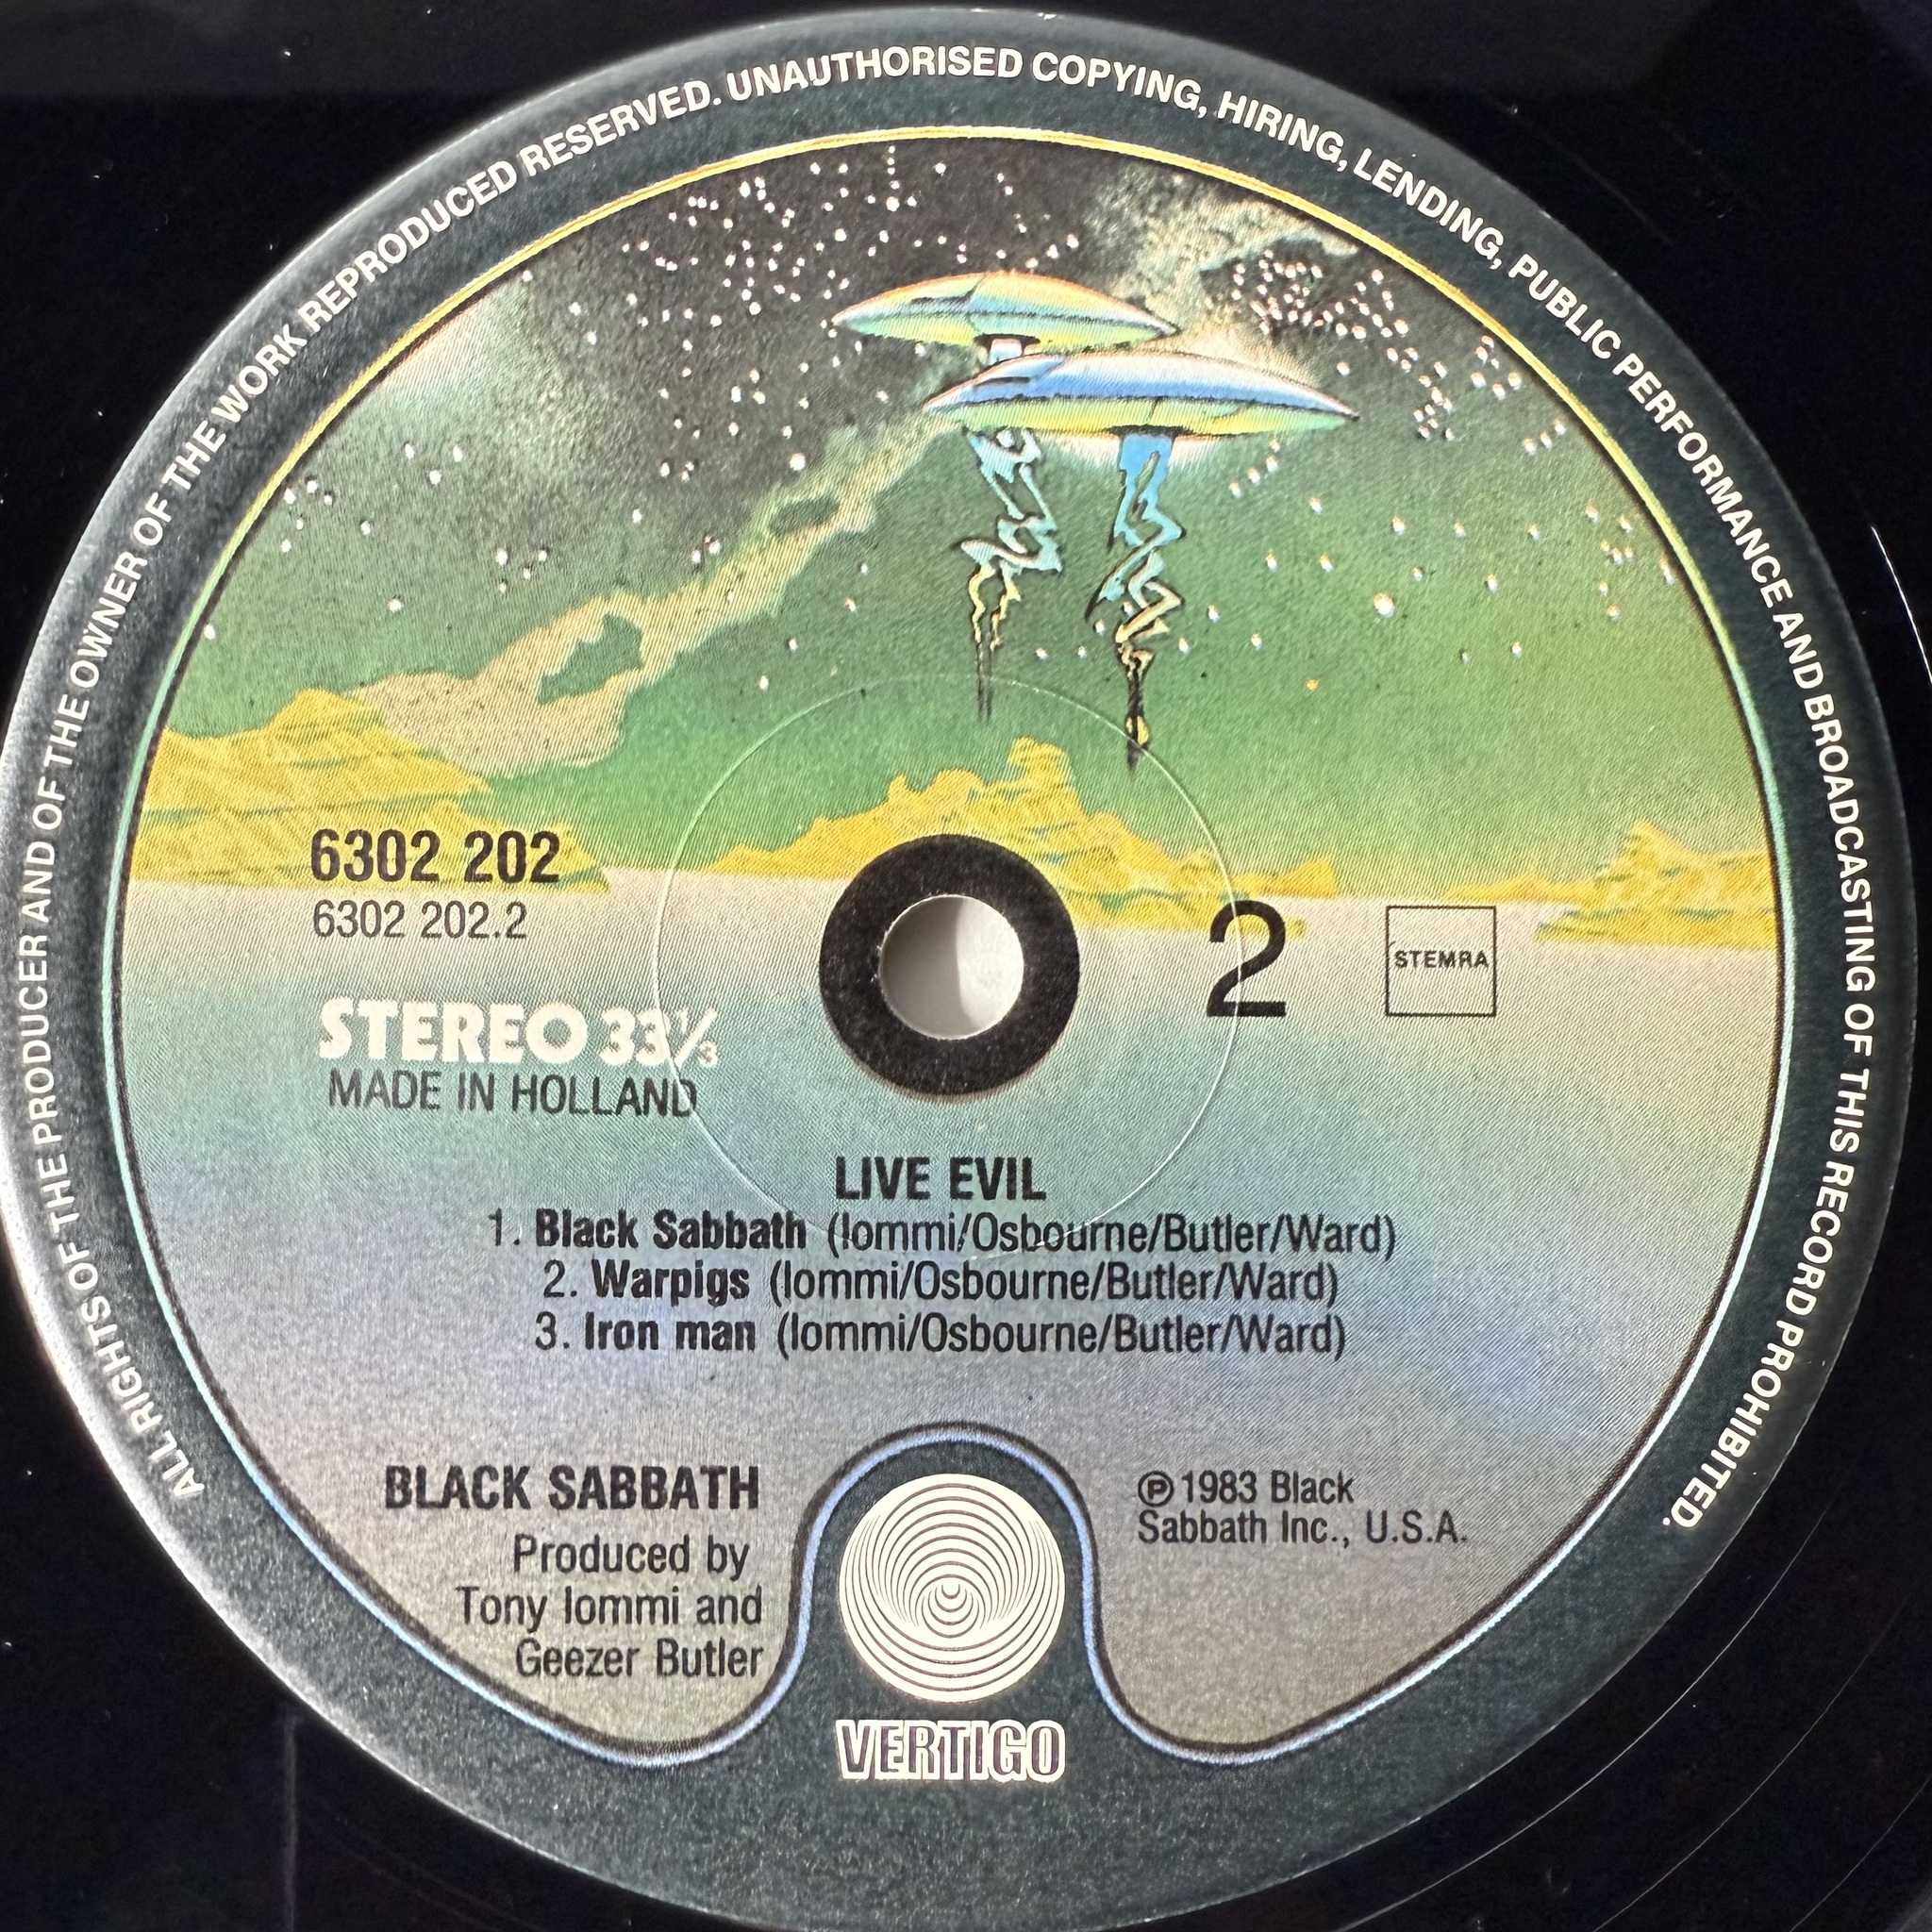 ALL RIGHTS OF THE PRODUCER AND OF THE OWNER OF THE WORK REPRODUCED RESERVED. UNAUTHORISED COPYING, HIRING, LENDING, PUBLIC PERFORMANCE AND BROADCASTING OF THIS RECORD PROHIBITED.
6302 202
6302 202.2
2
STEMRA
STEREO 33⅓
MADE IN HOLLAND
LIVE EVIL
1. Black Sabbath (Iommi/Osbourne/Butler/Ward)
2. Warpigs (Iommi/Osbourne/Butler/Ward)
3. Iron man (Iommi/Osbourne/Butler/Ward)
BLACK SABBATH
Produced by
Tony Iommi and
Geezer Butler
℗ 1983 Black
Sabbath Inc., U.S.A.
VERTIGO